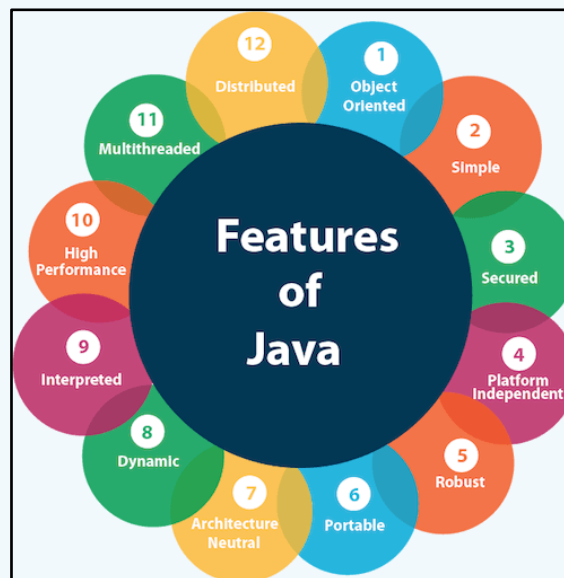 Features
of
Java
1
Object
Oriented
2
Simple
3
Secured
4
Platform
Independent
5
Robust
6
Portable
7
Architecture
Neutral
8
Dynamic
9
Interpreted
10
High
Performance
11
Multithreaded
12
Distributed